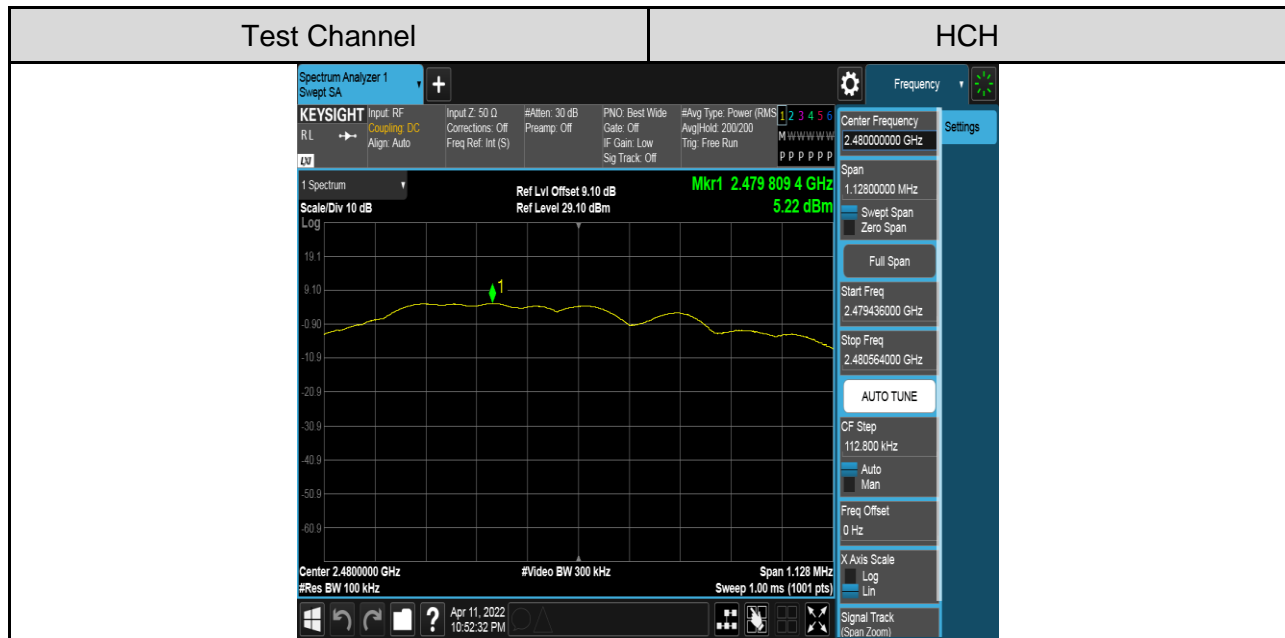 Test Channel
HCH
Spectrum Analyzer 1
Swept SA
+
Frequency
KEYSIGHT
RL
LXI
Input: RF
Coupling: DC
Align: Auto
Input Z: 50 Ω
Corrections: Off
Freq Ref: Int (S)
#Atten: 30 dB
Preamp: Off
PNO: Best Wide
Gate: Off
IF Gain: Low
Sig Track: Off
#Avg Type: Power (RMS
Avg|Hold: 200/200
Trig: Free Run
1 2 3 4 5 6
M W W W W W
P P P P P P
1 Spectrum
Scale/Div 10 dB
Ref Lvl Offset 9.10 dB
Ref Level 29.10 dBm
Mkr1 2.479 809 4 GHz
5.22 dBm
Log
19.1
9.10
-0.90
-10.9
-20.9
-30.9
-40.9
-50.9
-60.9
1
Center 2.4800000 GHz
#Res BW 100 kHz
#Video BW 300 kHz
Span 1.128 MHz
Sweep 1.00 ms (1001 pts)
?
Apr 11, 2022
10:52:32 PM
Center Frequency
2.480000000 GHz
Settings
Span
1.12800000 MHz
Swept Span
Zero Span
Full Span
Start Freq
2.479436000 GHz
Stop Freq
2.480564000 GHz
AUTO TUNE
CF Step
112.800 kHz
Auto
Man
Freq Offset
0 Hz
X Axis Scale
Log
Lin
Signal Track
(Span Zoom)